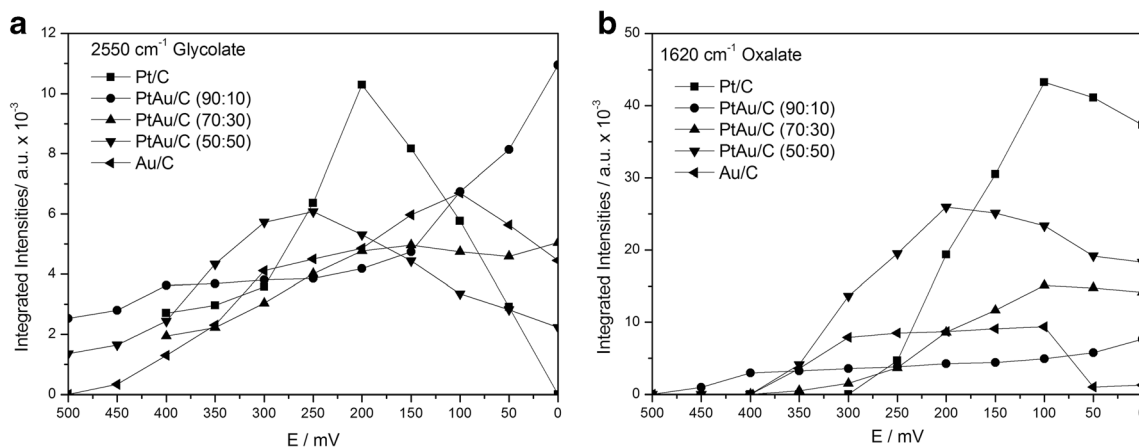 a
2550 cm⁻¹ Glycolate
Pt/C
PtAu/C (90:10)
PtAu/C (70:30)
PtAu/C (50:50)
Au/C
Integrated Intensities/ a.u. x 10⁻³
12
10
8
6
4
2
0
500 450 400 350 300 250 200 150 100 50 0
E / mV
b
1620 cm⁻¹ Oxalate
Pt/C
PtAu/C (90:10)
PtAu/C (70:30)
PtAu/C (50:50)
Au/C
Integrated Intensities / a.u. x 10⁻³
50
40
30
20
10
0
500 450 400 350 300 250 200 150 100 50
E / mV